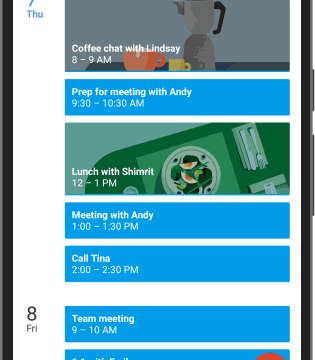 Thu
Coffee chat with Lindsay
8 – 9 AM
Prep for meeting with Andy
9:30 – 10:30 AM
Lunch with Shimrit
12 – 1 PM
Meeting with Andy
1:00 – 1:30 PM
Call Tina
2:00 – 2:30 PM
8
Fri
Team meeting
9 – 10 AM